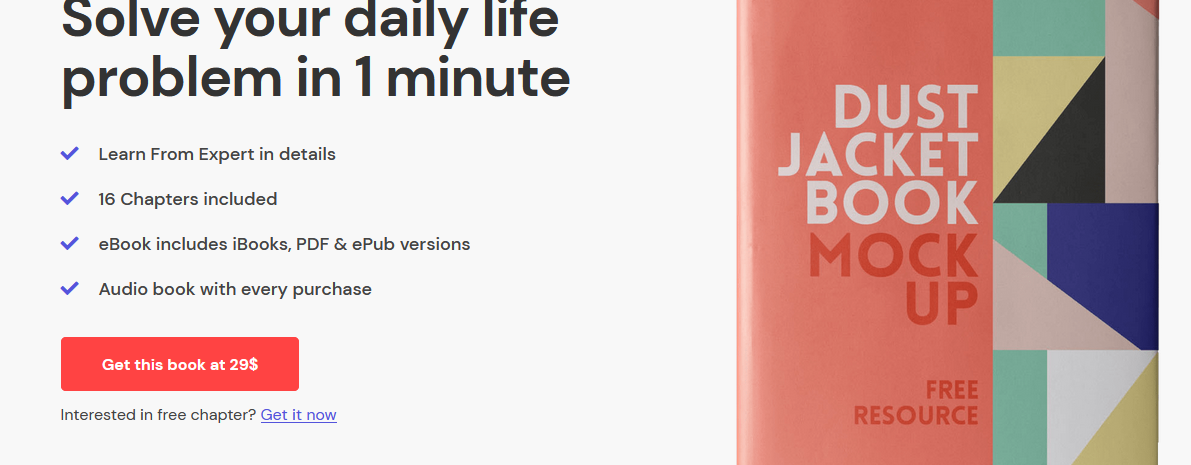 Solve your daily life
problem in 1 minute
Learn From Expert in details
16 Chapters included
eBook includes iBooks, PDF & ePub versions
Audio book with every purchase
Get this book at 29$
Interested in free chapter? Get it now
DUST
JACKET
BOOK
MOCK
UP
FREE
RESOURCE